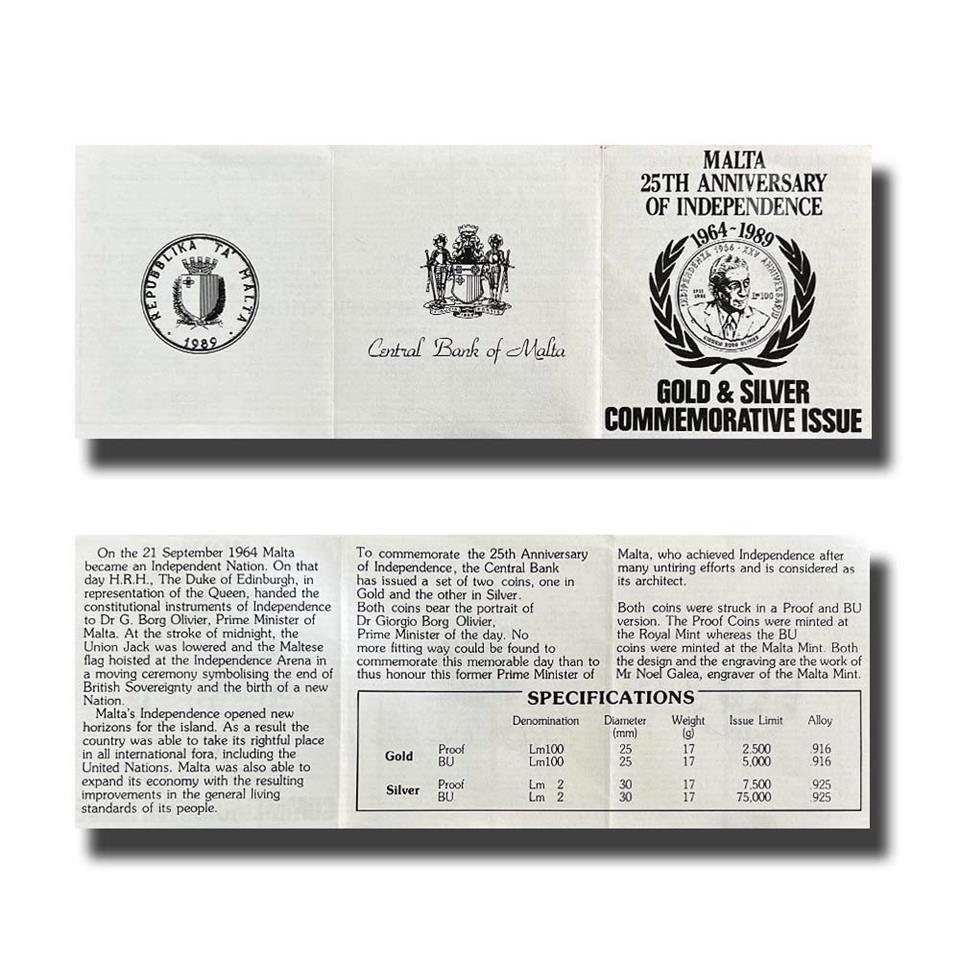 REPUBBLIKA TA' MALTA
1989
Central Bank of Malta
MALTA
25TH ANNIVERSARY
OF INDEPENDENCE
1964-1989
XXV ANNIVERSARJU
Lm100
GOLD & SILVER
COMMEMORATIVE ISSUE
On the 21 September 1964 Malta
became an Independent Nation. On that
day H.R.H., The Duke of Edinburgh, in
representation of the Queen, handed the
constitutional instruments of Independence
to Dr G. Borg Olivier, Prime Minister of
Malta. At the stroke of midnight, the
Union Jack was lowered and the Maltese
flag hoisted at the Independence Arena in
a moving ceremony symbolising the end of
British Sovereignty and the birth of a new
Nation.
Malta's Independence opened new
horizons for the island. As a result the
country was able to take its rightful place
in all international fora, including the
United Nations. Malta was also able to
expand its economy with the resulting
improvements in the general living
standards of its people.
To commemorate the 25th Anniversary
of Independence, the Central Bank
has issued a set of two coins, one in
Gold and the other in Silver.
Both coins bear the portrait of
Dr Giorgio Borg Olivier,
Prime Minister of the day. No
more fitting way could be found to
commemorate this memorable day than to
thus honour this former Prime Minister of
Malta, who achieved Independence after
many untiring efforts and is considered as
its architect.
Both coins were struck in a Proof and BU
version. The Proof Coins were minted at
the Royal Mint whereas the BU
coins were minted at the Malta Mint. Both
the design and the engraving are the work of
Mr Noel Galea, engraver of the Malta Mint.
SPECIFICATIONS
Denomination Diameter Weight Issue Limit Alloy
(mm) (g)
Gold Proof Lm100 25 17 2.500 .916
BU Lm100 25 17 5,000 .916
Silver Proof Lm 2 30 17 7,500 .925
BU Lm 2 30 17 75,000 .925